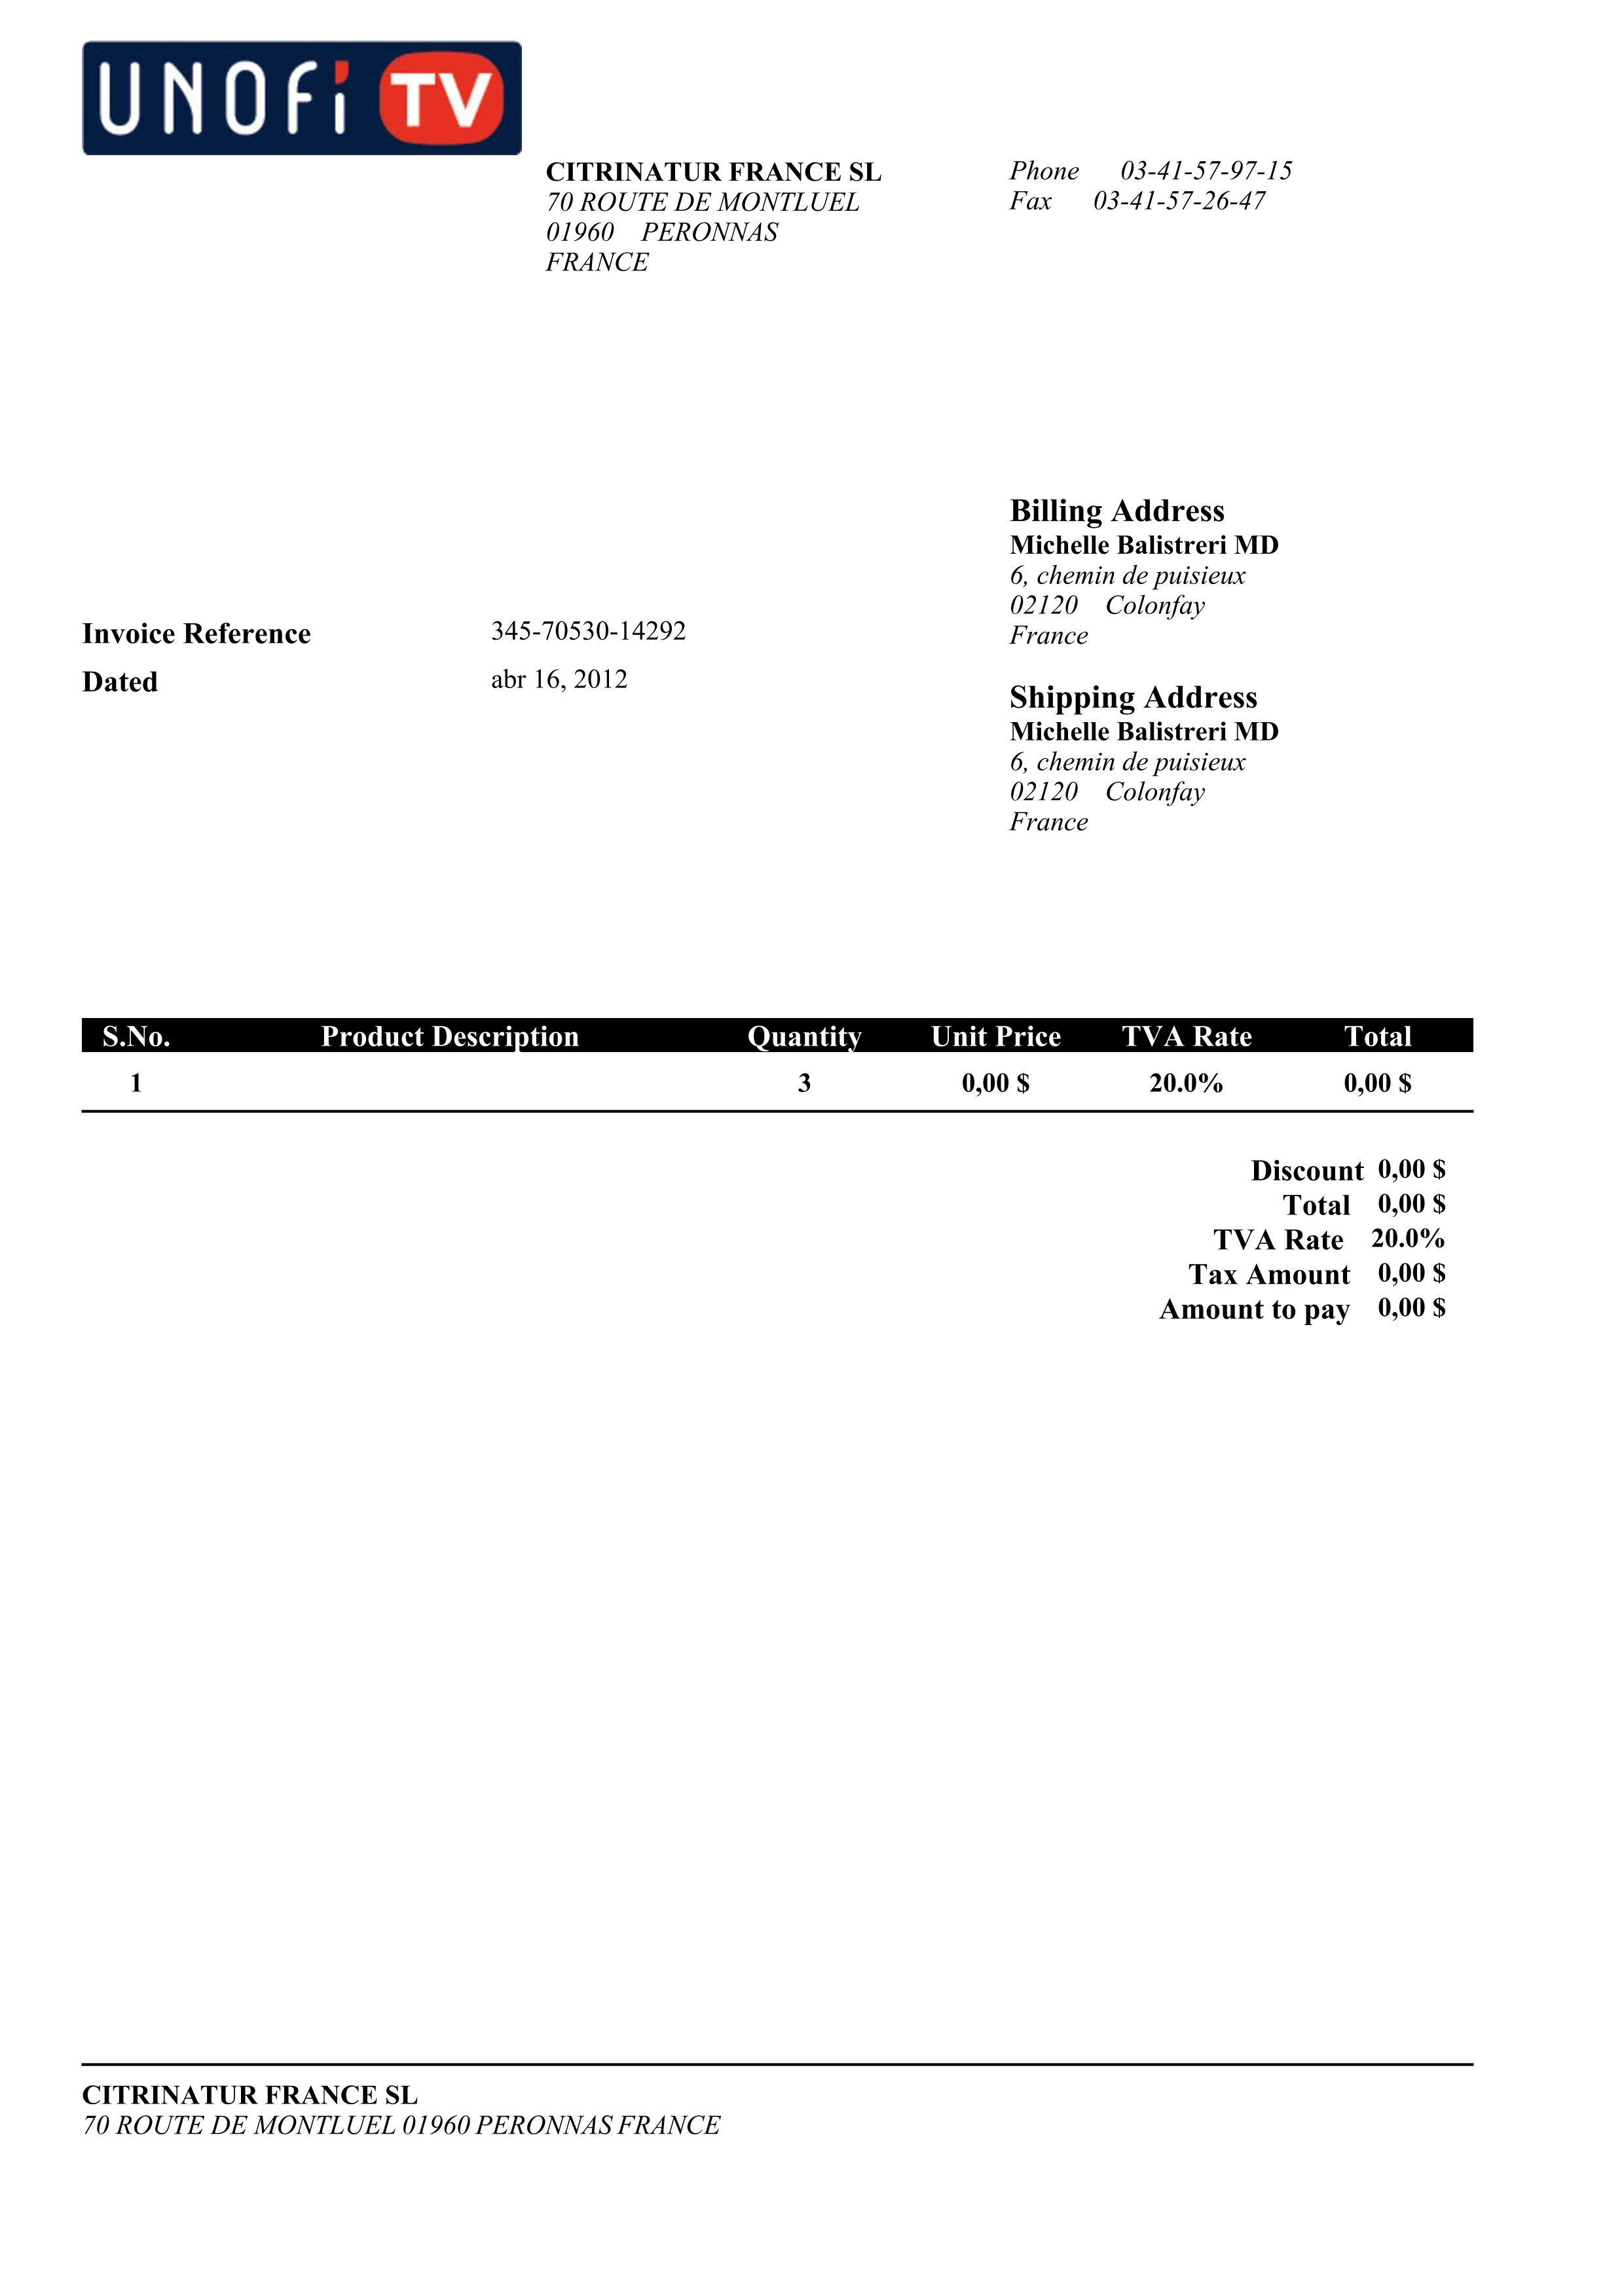 UNOFi TV
CITRINATUR FRANCE SL
70 ROUTE DE MONTLUEL
01960 PERONNAS
FRANCE
Phone 03-41-57-97-15
Fax 03-41-57-26-47
Billing Address
Michelle Balistreri MD
6, chemin de puisieux
02120 Colonfay
France
Invoice Reference 345-70530-14292
Dated abr 16, 2012
Shipping Address
Michelle Balistreri MD
6, chemin de puisieux
02120 Colonfay
France
S.No. Product Description Quantity Unit Price TVA Rate Total
1 3 0,00 $ 20.0% 0,00 $
Discount 0,00 $
Total 0,00 $
TVA Rate 20.0%
Tax Amount 0,00 $
Amount to pay 0,00 $
CITRINATUR FRANCE SL
70 ROUTE DE MONTLUEL 01960 PERONNAS FRANCE